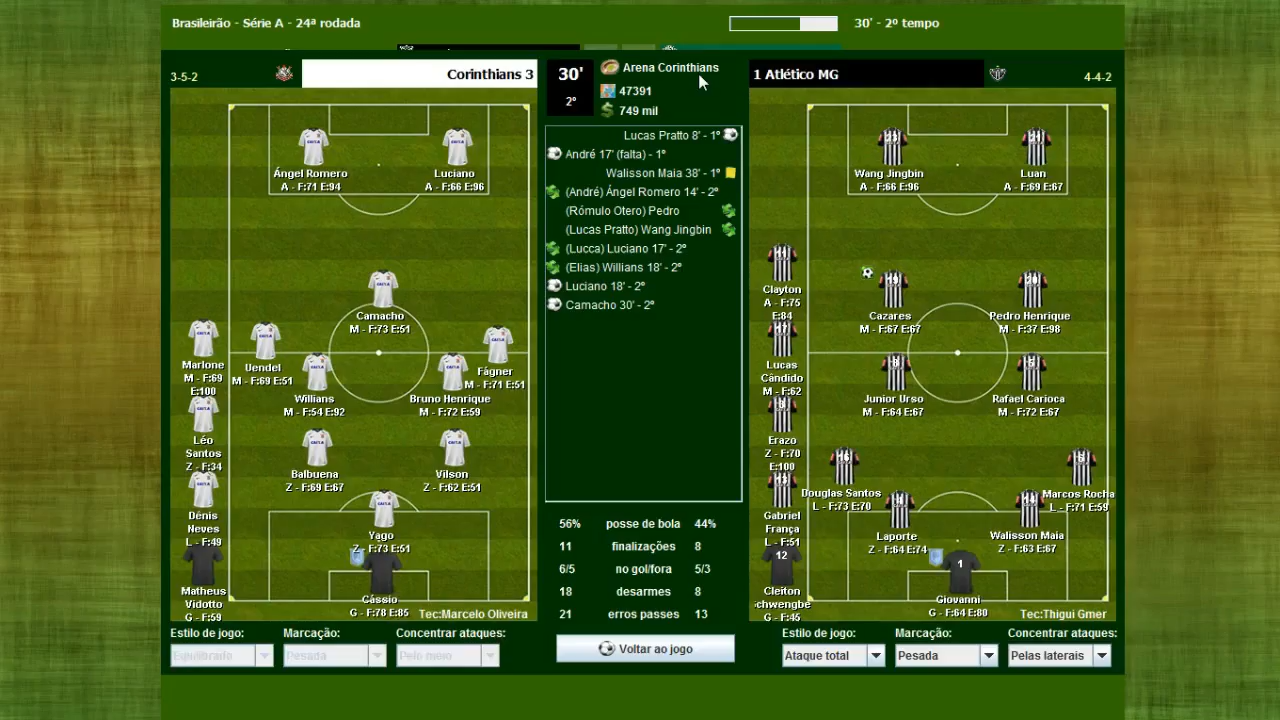 Brasileirão - Série A - 24ª rodada
30' - 2º tempo
3-5-2
Corinthians 3
30'
2º
Arena Corinthians
47391
749 mil
1 Atlético MG
4-4-2
Lucas Pratto 8' - 1º
André 17' (falta) - 1º
Walisson Maia 38' - 1º
(André) Ángel Romero 14' - 2º
(Rómulo Otero) Pedro
(Lucas Pratto) Wang Jingbin
(Lucca) Luciano 17' - 2º
(Elias) Willians 18' - 2º
Luciano 18' - 2º
Camacho 30' - 2º
56% posse de bola 44%
11 finalizações 8
6/5 no gol/fora 5/3
18 desarmes 8
21 erros passes 13
Voltar ao jogo
Ángel Romero
A - F:71 E:94
Luciano
A - F:66 E:96
Camacho
M - F:73 E:51
Marlone
M - F:69
E:100
Uendel
M - F:69 E:51
Fágner
M - F:71 E:51
Willians
M - F:54 E:92
Bruno Henrique
M - F:72 E:59
Léo
Santos
Z - F:34
Balbuena
Z - F:69 E:67
Vilson
Z - F:62 E:51
Dênis
Neves
L - F:49
Yago
Z - F:73 E:51
Matheus
Vidotto
G - F:59
Cássio
G - F:78 E:85
Tec:Marcelo Oliveira
Estilo de jogo:
Marcação:
Concentrar ataques:
Equilibrado
Pesada
Pelo meio
Wang Jingbin
A - F:66 E:96
Luan
A - F:69 E:67
Clayton
A - F:75
E:84
Cazares
M - F:67 E:67
Pedro Henrique
M - F:37 E:98
Lucas
Cândido
M - F:62
Junior Urso
M - F:64 E:67
Rafael Carioca
M - F:72 E:67
Erazo
Z - F:70
E:100
16
Douglas Santos
L - F:73 E:70
Marcos Rocha
L - F:71 E:59
Gabriel
França
L - F:51
Laporte
Z - F:64 E:74
14
Walisson Maia
Z - F:63 E:67
12
Cleiton
Schwengbe
G - F:45
1
Giovanni
G - F:64 E:80
Tec:Thigui Gmer
Estilo de jogo:
Marcação:
Concentrar ataques:
Ataque total
Pesada
Pelas laterais